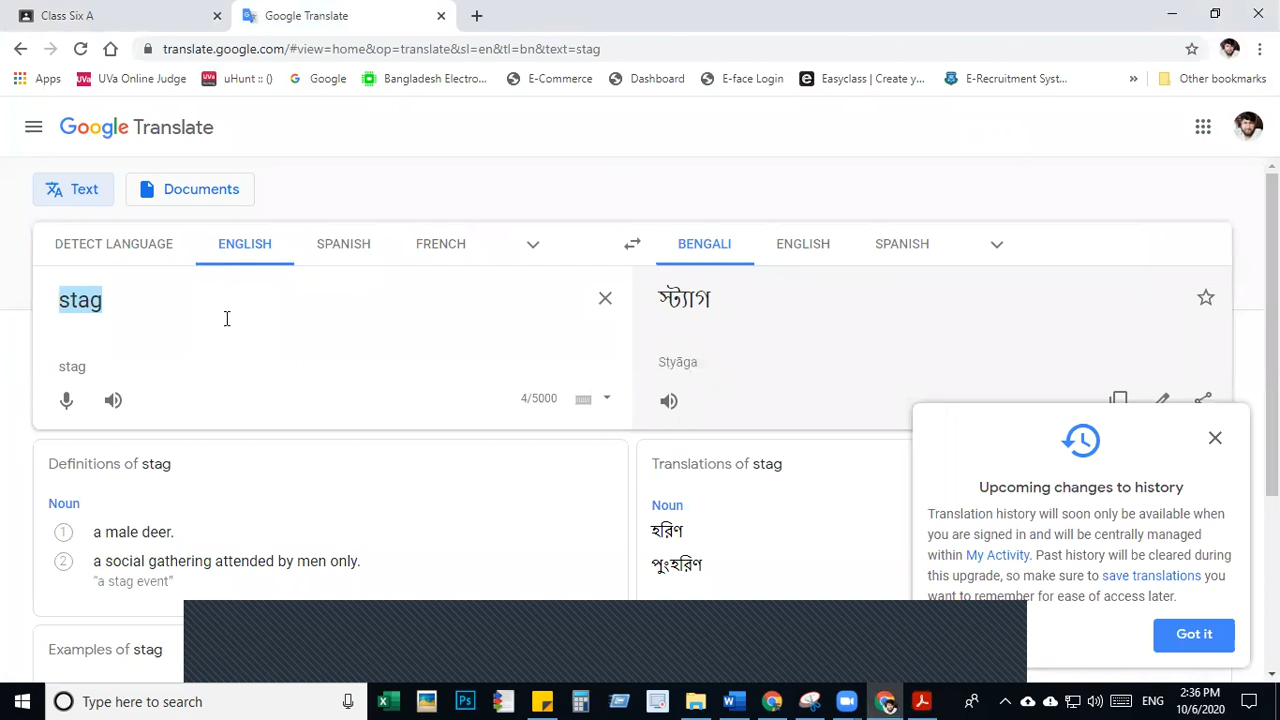 Class Six A
Google Translate
translate.google.com/#view=home&op=translate&sl=en&tl=bn&text=stag
Apps
UVa Online Judge
uHunt :: ()
Google
Bangladesh Electro...
E-Commerce
Dashboard
E-face Login
Easyclass | Create y...
E-Recruitment Syst...
»
Other bookmarks
Google Translate
Text
Documents
DETECT LANGUAGE
ENGLISH
SPANISH
FRENCH
BENGALI
ENGLISH
SPANISH
stag
স্ট্যাগ
stag
Sṭyāga
4/5000
Definitions of stag
Translations of stag
Noun
1 a male deer.
2 a social gathering attended by men only.
"a stag event"
Noun
হরিণ
পুংহরিণ
Upcoming changes to history
Translation history will soon only be available when
you are signed in and will be centrally managed
within My Activity. Past history will be cleared during
this upgrade, so make sure to save translations you
want to remember for ease of access later.
Got it
Examples of stag
Type here to search
ENG
2:36 PM
10/6/2020